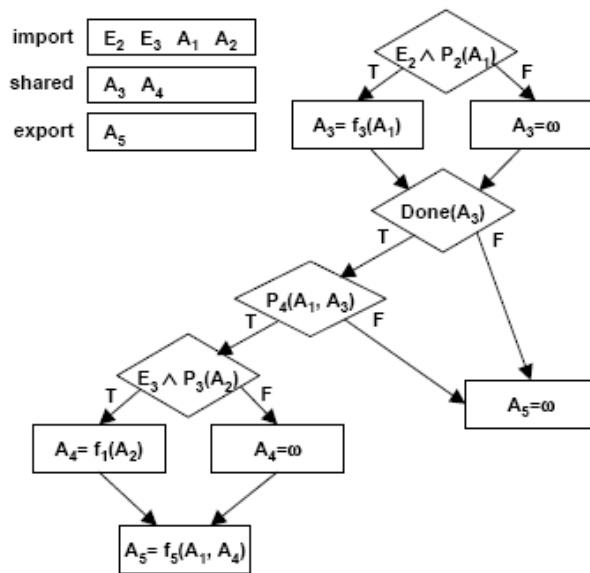 import E₂ E₃ A₁ A₂
shared A₃ A₄
export A₅
E₂ ∧ P₂(A₁)
T F
A₃= f₃(A₁) A₃=ω
Done(A₃)
T F
P₄(A₁, A₃)
T F
E₃ ∧ P₃(A₂)
T F
A₅=ω
A₄= f₁(A₂) A₄=ω
A₅= f₅(A₁, A₄)